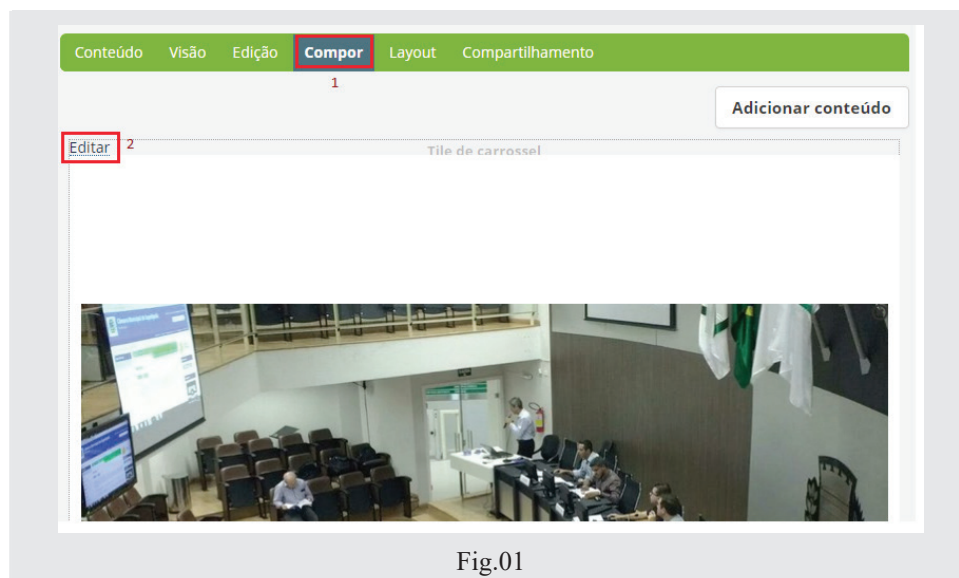 Conteúdo Visão Edição Compor Layout Compartilhamento
1
Adicionar conteúdo
Editar 2 Tile de carrossel
Fig.01